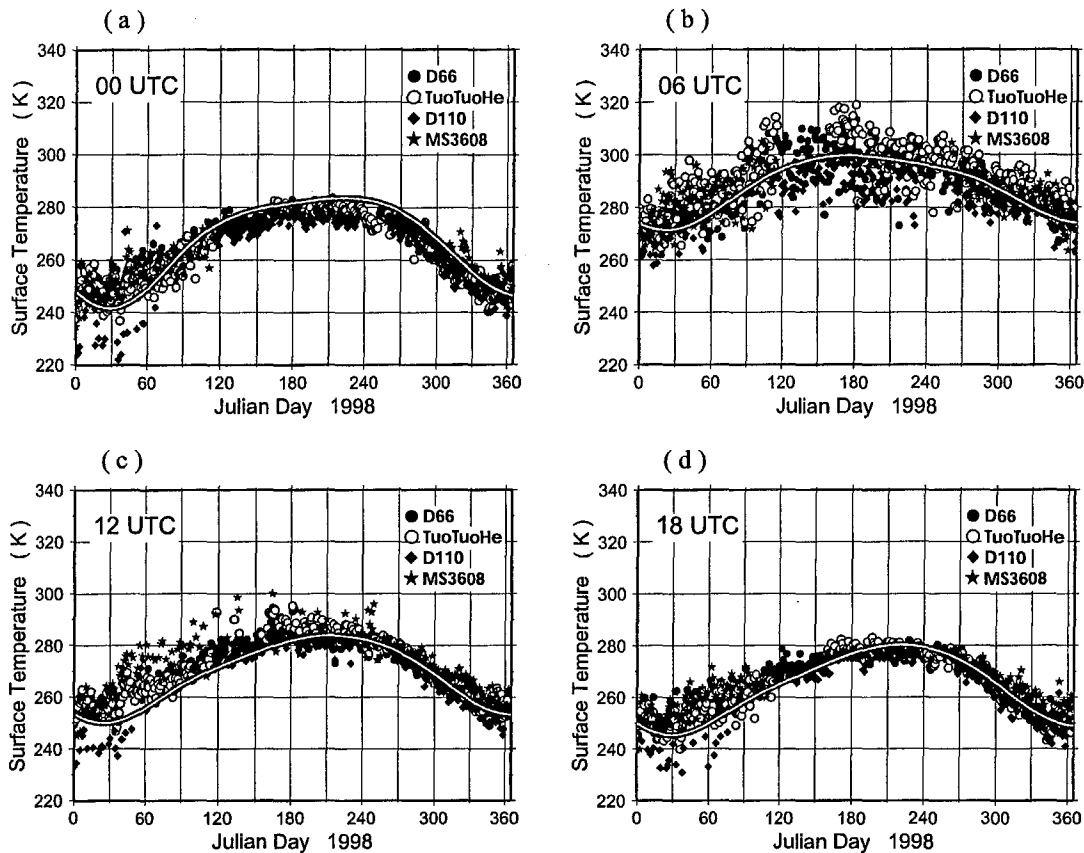 ( a )
340
320
300
280
260
240
220
Surface Temperature ( K )
00 UTC
D66
TuoTuoHe
D110
MS3608
0 60 120 180 240 300 360
Julian Day 1998
( b )
340
320
300
280
260
240
220
Surface Temperature ( K )
06 UTC
D66
TuoTuoHe
D110
MS3608
0 60 120 180 240 300 360
Julian Day 1998
( c )
340
320
300
280
260
240
220
Surface Temperature ( K )
12 UTC
D66
TuoTuoHe
D110
MS3608
0 60 120 180 240 300 360
Julian Day 1998
( d )
340
320
300
280
260
240
220
Surface Temperature ( K )
18 UTC
D66
TuoTuoHe
D110
MS3608
0 60 120 180 240 300 360
Julian Day 1998